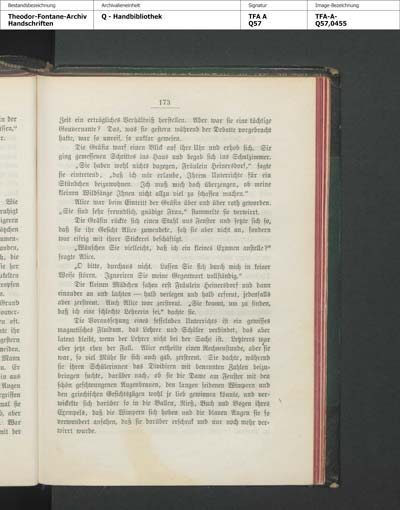 Bestandsbezeichnung
Archivalieneinheit
Signatur
Image-Bezeichnung
Theodor-Fontane-Archiv
Handschriften
Q - Handbibliothek
TFA A
Q57
TFA-A-
Q57,0455
173
Zeit ein erträgliches Verhältniß herstellen. Aber war sie eine tüchtige
Gouvernante? Das, was sie gestern während der Debatte vorgebracht
hatte, war so unreif, so unklar gewesen.
Die Gräfin warf einen Blick auf ihre Uhr und erhob sich. Sie
ging gemessenen Schrittes ins Haus und begab sich ins Schulzimmer.
„Sie haben wohl nichts dagegen, Fräulein Heinersdorf,“ sagte
sie eintretend, „daß ich mir erlaube, Ihrem Unterrichte für ein
Stündchen beizuwohnen. Ich muß mich doch überzeugen, ob meine
kleinen Wildfänge Ihnen nicht allzu viel zu schaffen machen.“
Alice war beim Eintritt der Gräfin über und über roth geworden.
„Sie sind sehr freundlich, gnädige Frau,“ stammelte sie verwirrt.
Die Gräfin rückte sich einen Stuhl ans Fenster und setzte sich so,
daß sie ihr Gesicht Alice zuwendete, sah sie aber nicht an, sondern
war eifrig mit ihrer Stickerei beschäftigt.
„Wünschen Sie vielleicht, daß ich ein kleines Examen anstelle?“
fragte Alice.
„O bitte, durchaus nicht. Lassen Sie sich durch mich in keiner
Weise stören. Ignoriren Sie meine Gegenwart vollständig.“
Die kleinen Mädchen sahen erst Fräulein Heinersdorf und dann
einander an und lachten — halb verlegen und halb erfreut, jedenfalls
aber zerstreut. Auch Alice war zerstreut. „Sie kommt, um zu finden,
daß ich eine schlechte Lehrerin sei,“ dachte sie.
Die Voraussetzung eines fesselnden Unterrichts ist ein gewisses
magnetisches Fluidum, das Lehrer und Schüler verbindet, das aber
latent bleibt, wenn der Lehrer nicht bei der Sache ist. Letzteres war
aber jetzt eben der Fall. Alice ertheilte einen Rechenstunde, aber sie
war, so viel Mühe sie sich auch gab, zerstreut. Sie dachte, während
sie ihren Schülerinnen das Dividiren mit benannten Zahlen beizu-
bringen suchte, darüber nach, ob sie die Dame am Fenster mit den
schön geschwungenen Augenbrauen, den langen seidenen Wimpern und
den griechischen Gesichtszügen wohl je lieb gewinnen könnte, und ver-
wickelte sich darüber so in die Ballen, Rieß, Buch und Bogen ihres
Exempels, daß die Wimpern sich hoben und die blauen Augen sie so
verwundert ansahen, daß sie darüber erschrak und nur noch mehr ver-
wirrt wurde.